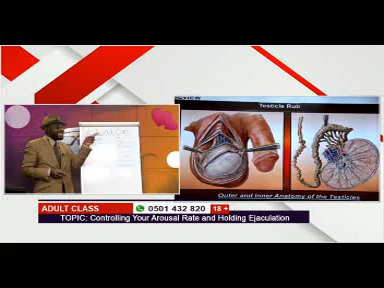 Testicle Rub
Outer and Inner Anatomy of the Testicles
ADULT CLASS
0501 432 820
18 +
TOPIC: Controlling Your Arousal Rate and Holding Ejaculation